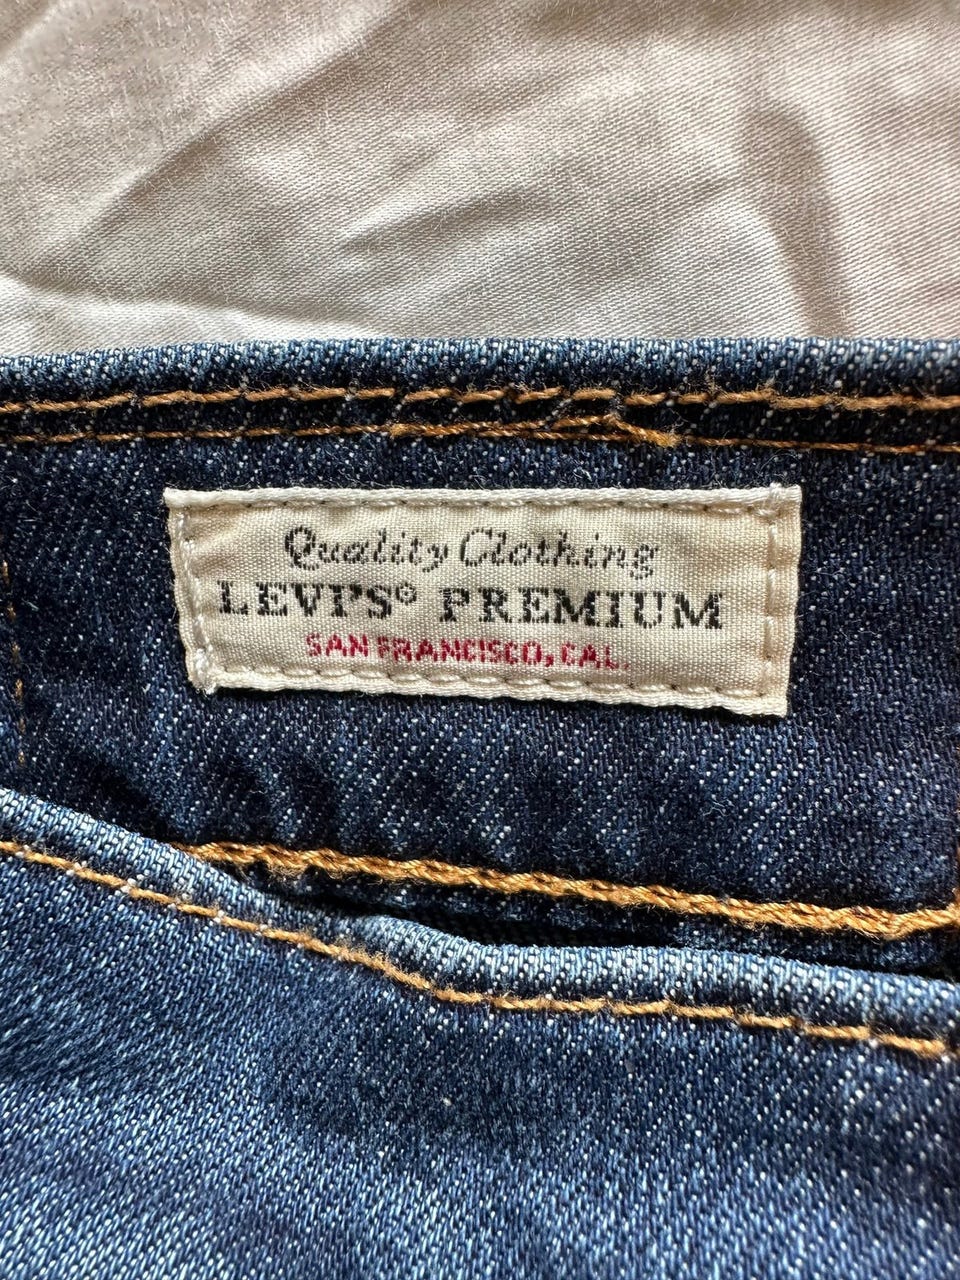 Quality Clothing
LEVI'S® PREMIUM
SAN FRANCISCO, CAL.